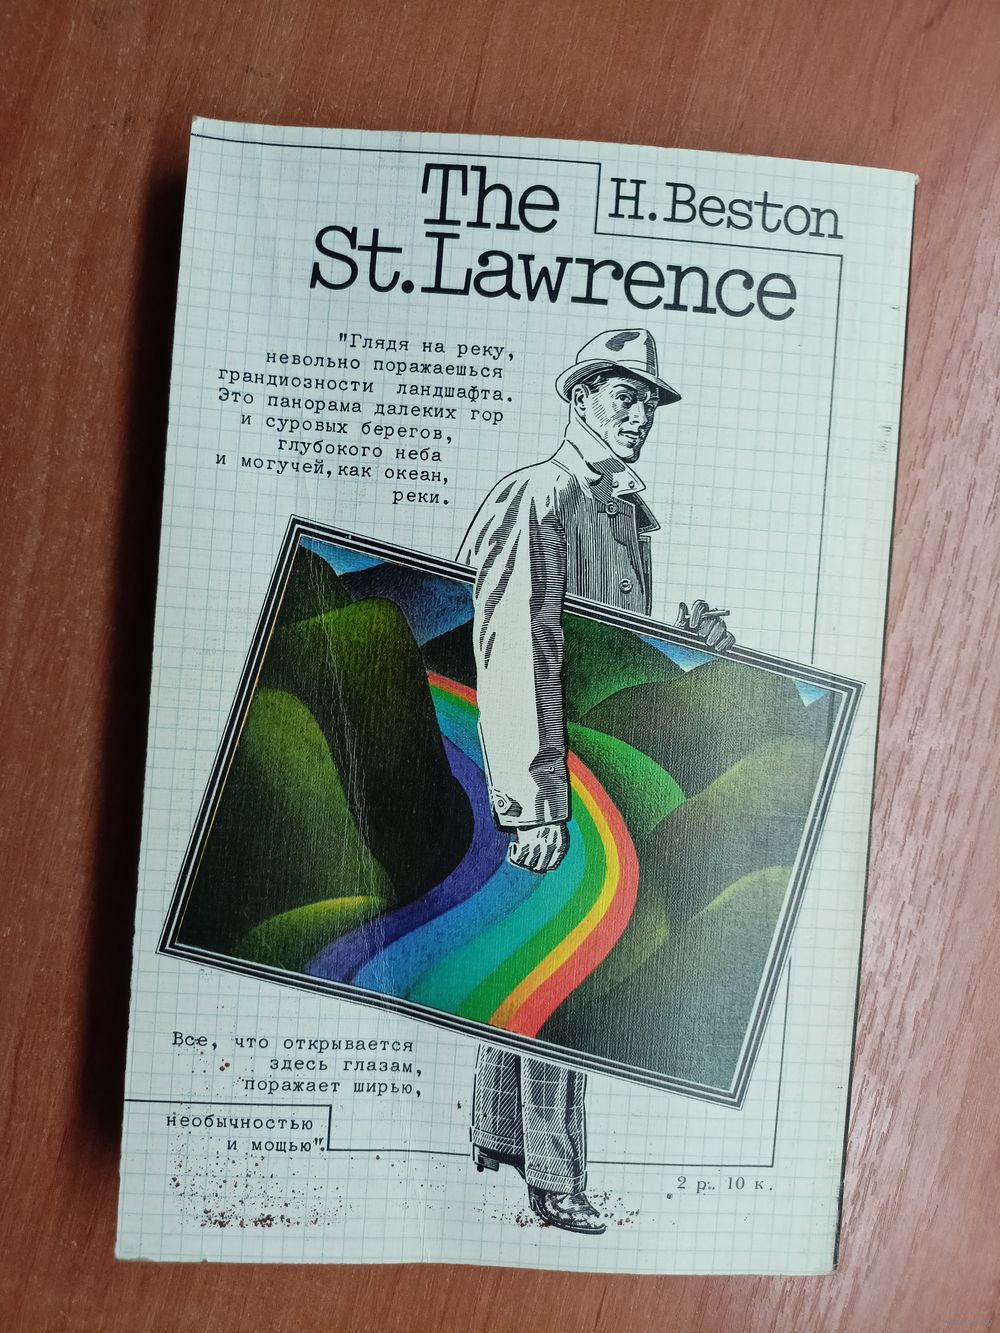 The
St. Lawrence
H. Beston
"Глядя на реку,
невольно поражаешься
грандиозности ландшафта.
Это панорама далеких гор
и суровых берегов,
глубокого неба
и могучей, как океан,
реки.
Все, что открывается
здесь глазам,
поражает ширью,
необычностью
и мощью".
2 р. 10 к.